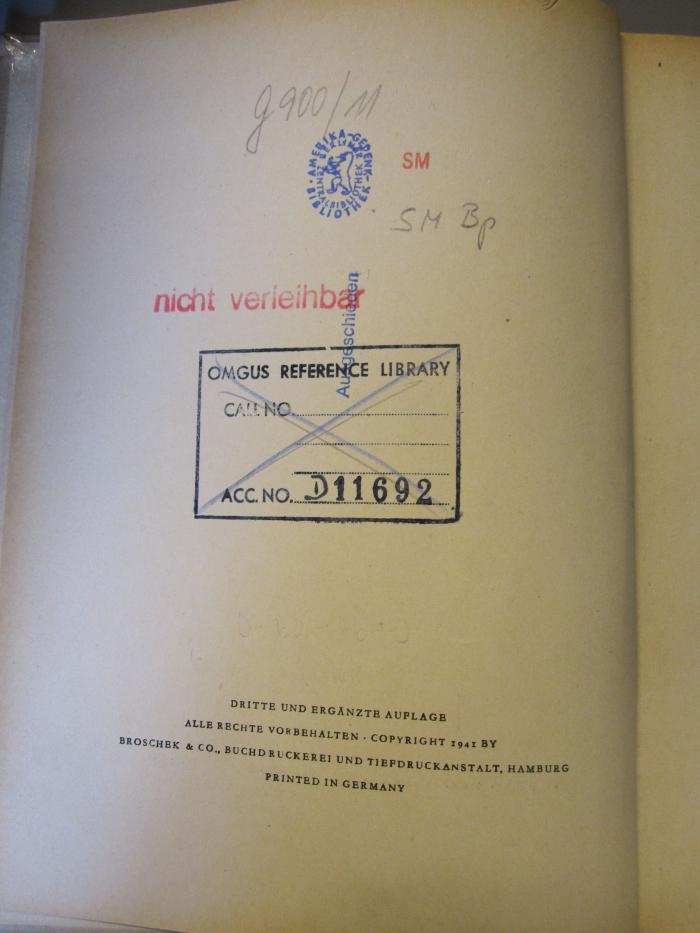 g 900/11
AMERIKA-GEDENK-BIBLIOTHEK
BERLINER ZENTRALBIBLIOTHEK
SM
SM Bp
nicht verleihbar
Ausgeschieden
OMGUS REFERENCE LIBRARY
CALL NO.
ACC. NO. D11692
DRITTE UND ERGÄNZTE AUFLAGE
ALLE RECHTE VORBEHALTEN · COPYRIGHT 1941 BY
BROSCHEK & CO., BUCHDRUCKEREI UND TIEFDRUCKANSTALT, HAMBURG
PRINTED IN GERMANY